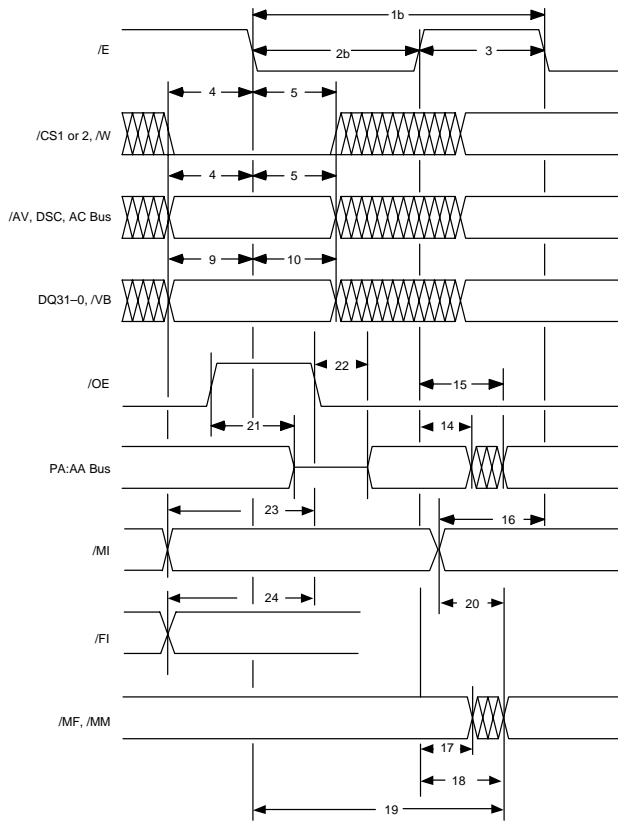 1b
/E
2b
3
4
5
/CS1 or 2, /W
4
5
/AV, DSC, AC Bus
9
10
DQ31–0, /VB
22
/OE
15
21
14
PA:AA Bus
23
16
/MI
24
20
/FI
/MF, /MM
17
18
19